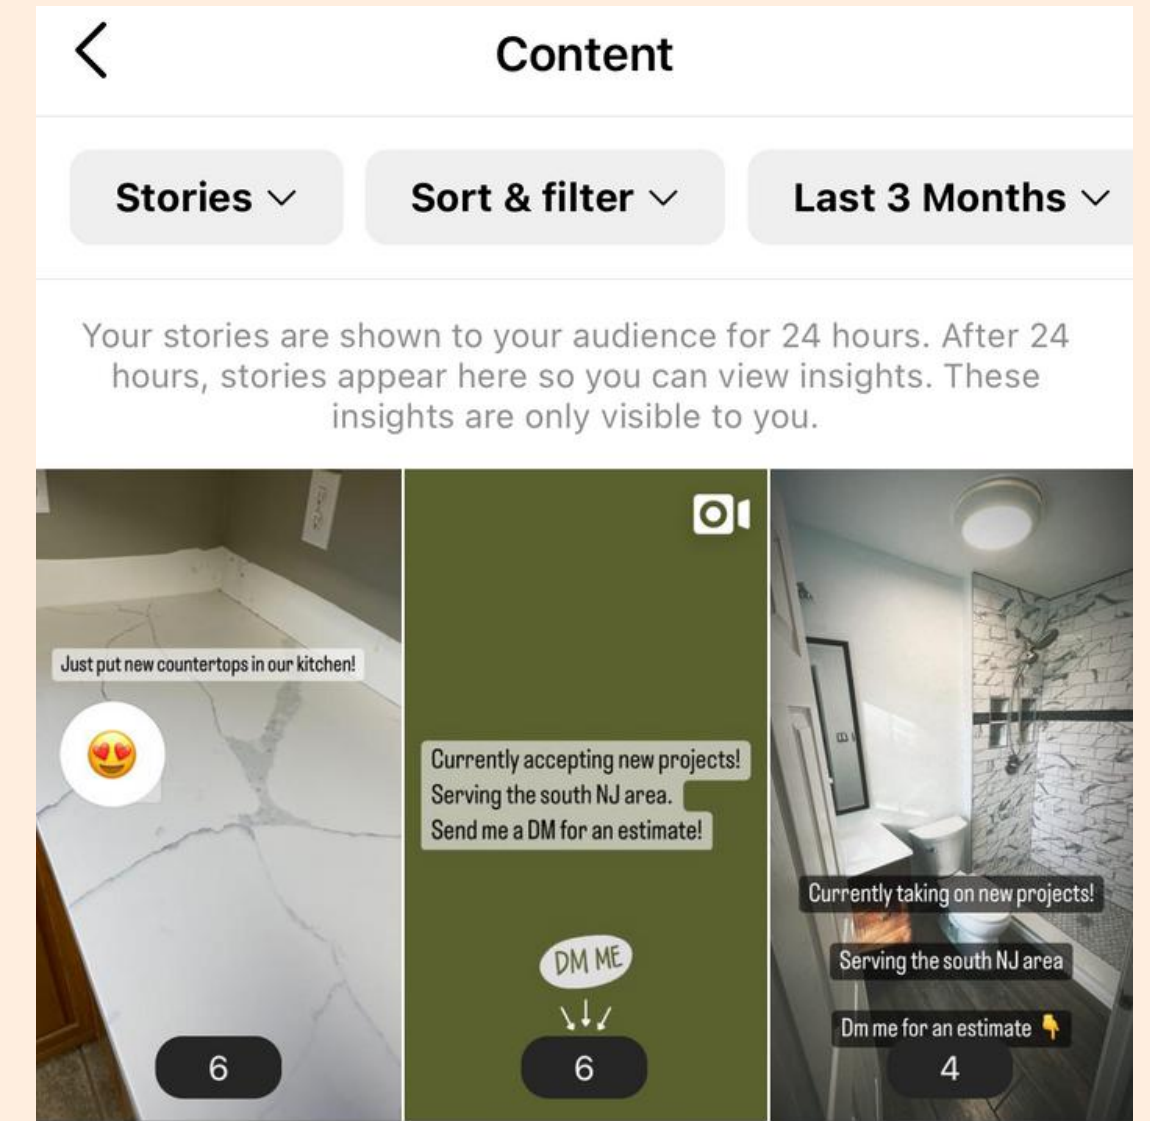 Content
Stories
Sort & filter
Last 3 Months
Your stories are shown to your audience for 24 hours. After 24
hours, stories appear here so you can view insights. These
insights are only visible to you.
Just put new countertops in our kitchen!
😍
6
Currently accepting new projects!
Serving the south NJ area.
Send me a DM for an estimate!
DM ME
6
Currently taking on new projects!
Serving the south NJ area
Dm me for an estimate 👇
4